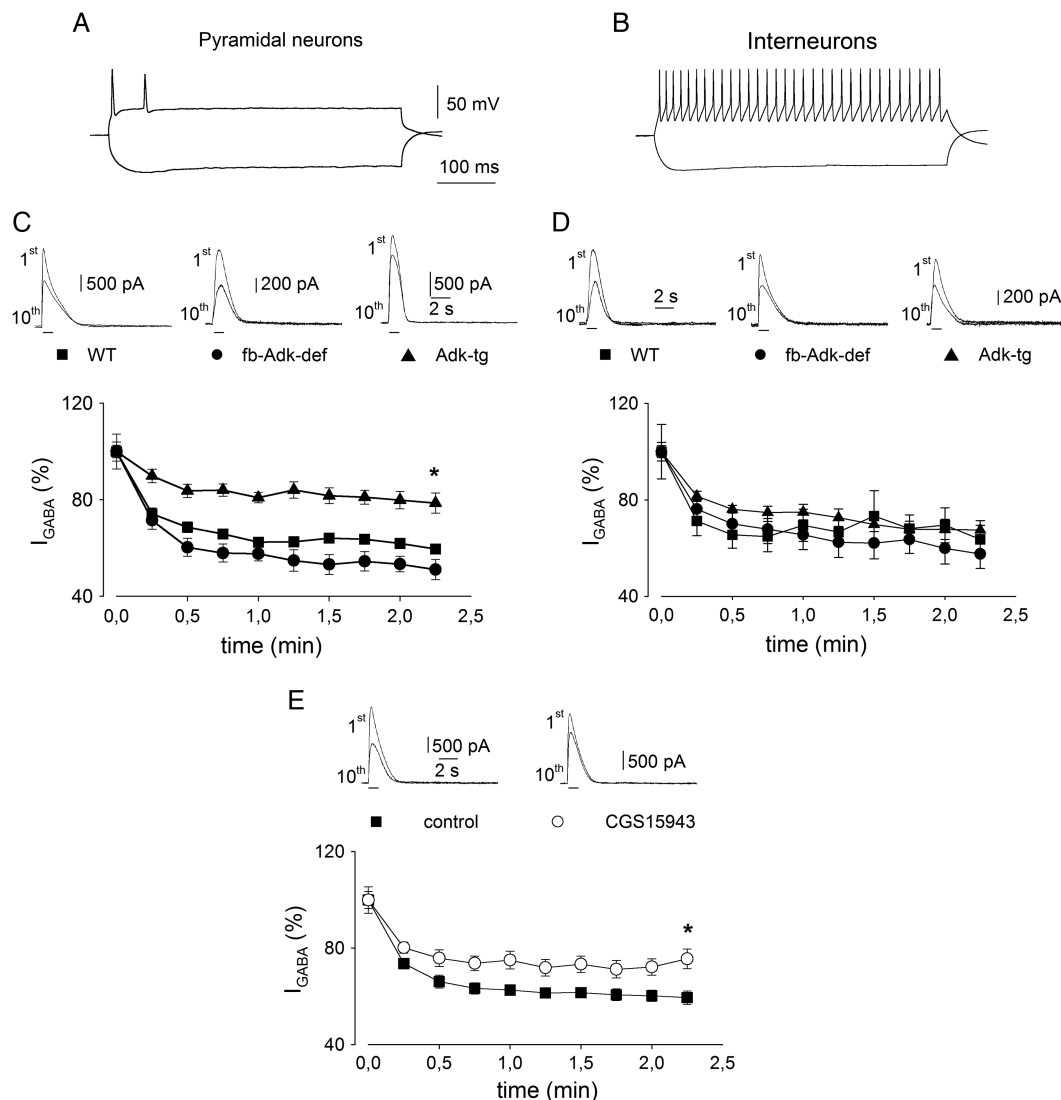 A
Pyramidal neurons
50 mV
100 ms
B
Interneurons
C
1st
10th
500 pA
200 pA
1st
10th
500 pA
2 s
WT
fb-Adk-def
Adk-tg
120
80
40
IGABA (%)
*
0,0 0,5 1,0 1,5 2,0 2,5
time (min)
D
1st
10th
2 s
1st
10th
200 pA
WT
fb-Adk-def
Adk-tg
120
80
40
IGABA (%)
0,0 0,5 1,0 1,5 2,0 2,5
time (min)
E
1st
10th
500 pA
2 s
1st
10th
500 pA
control
CGS15943
120
80
40
IGABA (%)
*
0,0 0,5 1,0 1,5 2,0 2,5
time (min)